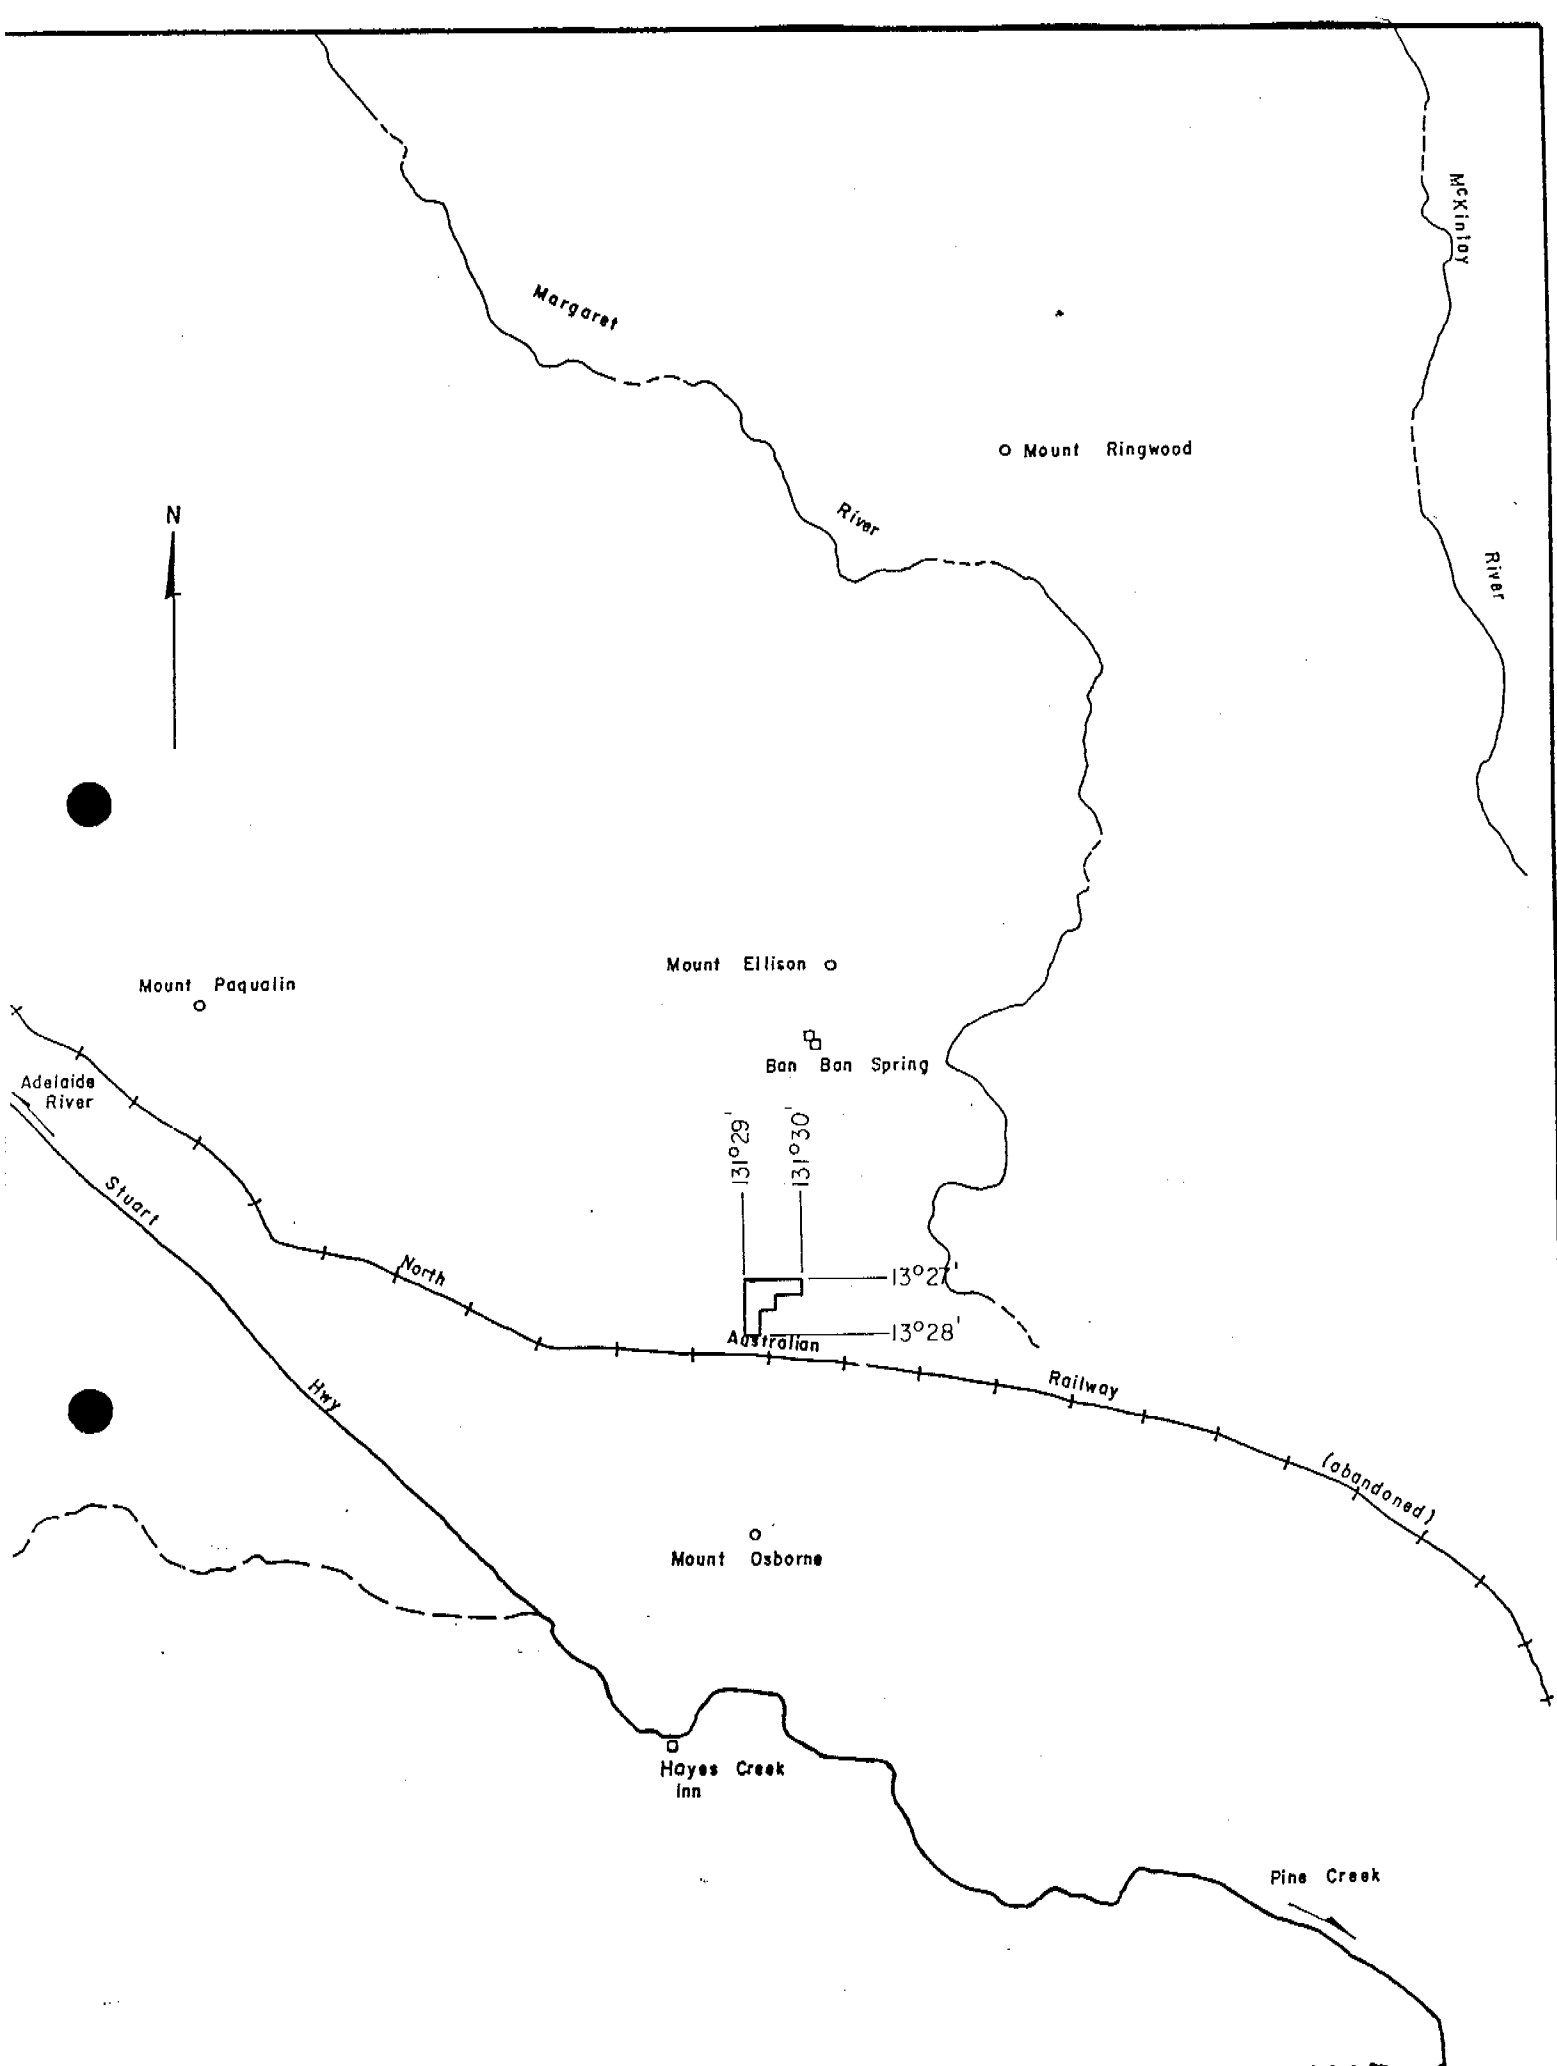 McKinlay
Margaret
Mount Ringwood
N
River
River
Mount Ellison
Mount Paqualin
Ban Ban Spring
Adelaide
River
131°29'
131°30'
Stuart
North
13°27'
13°28'
Australian
Railway
Hwy
(abandoned)
Mount Osborne
Hayes Creek
Inn
Pine Creek